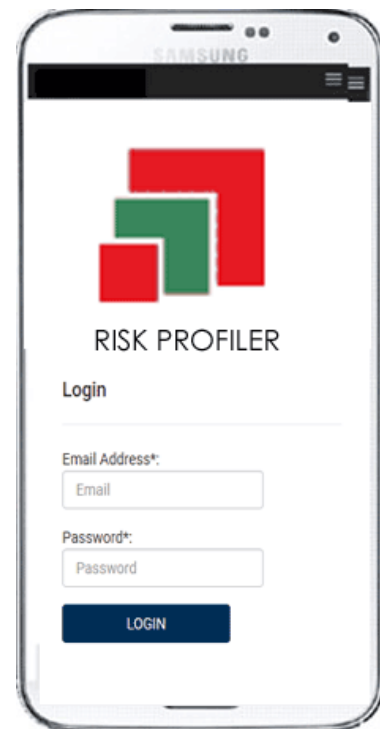 SAMSUNG
RISK PROFILER
Login
Email Address*:
Email
Password*:
Password
LOGIN